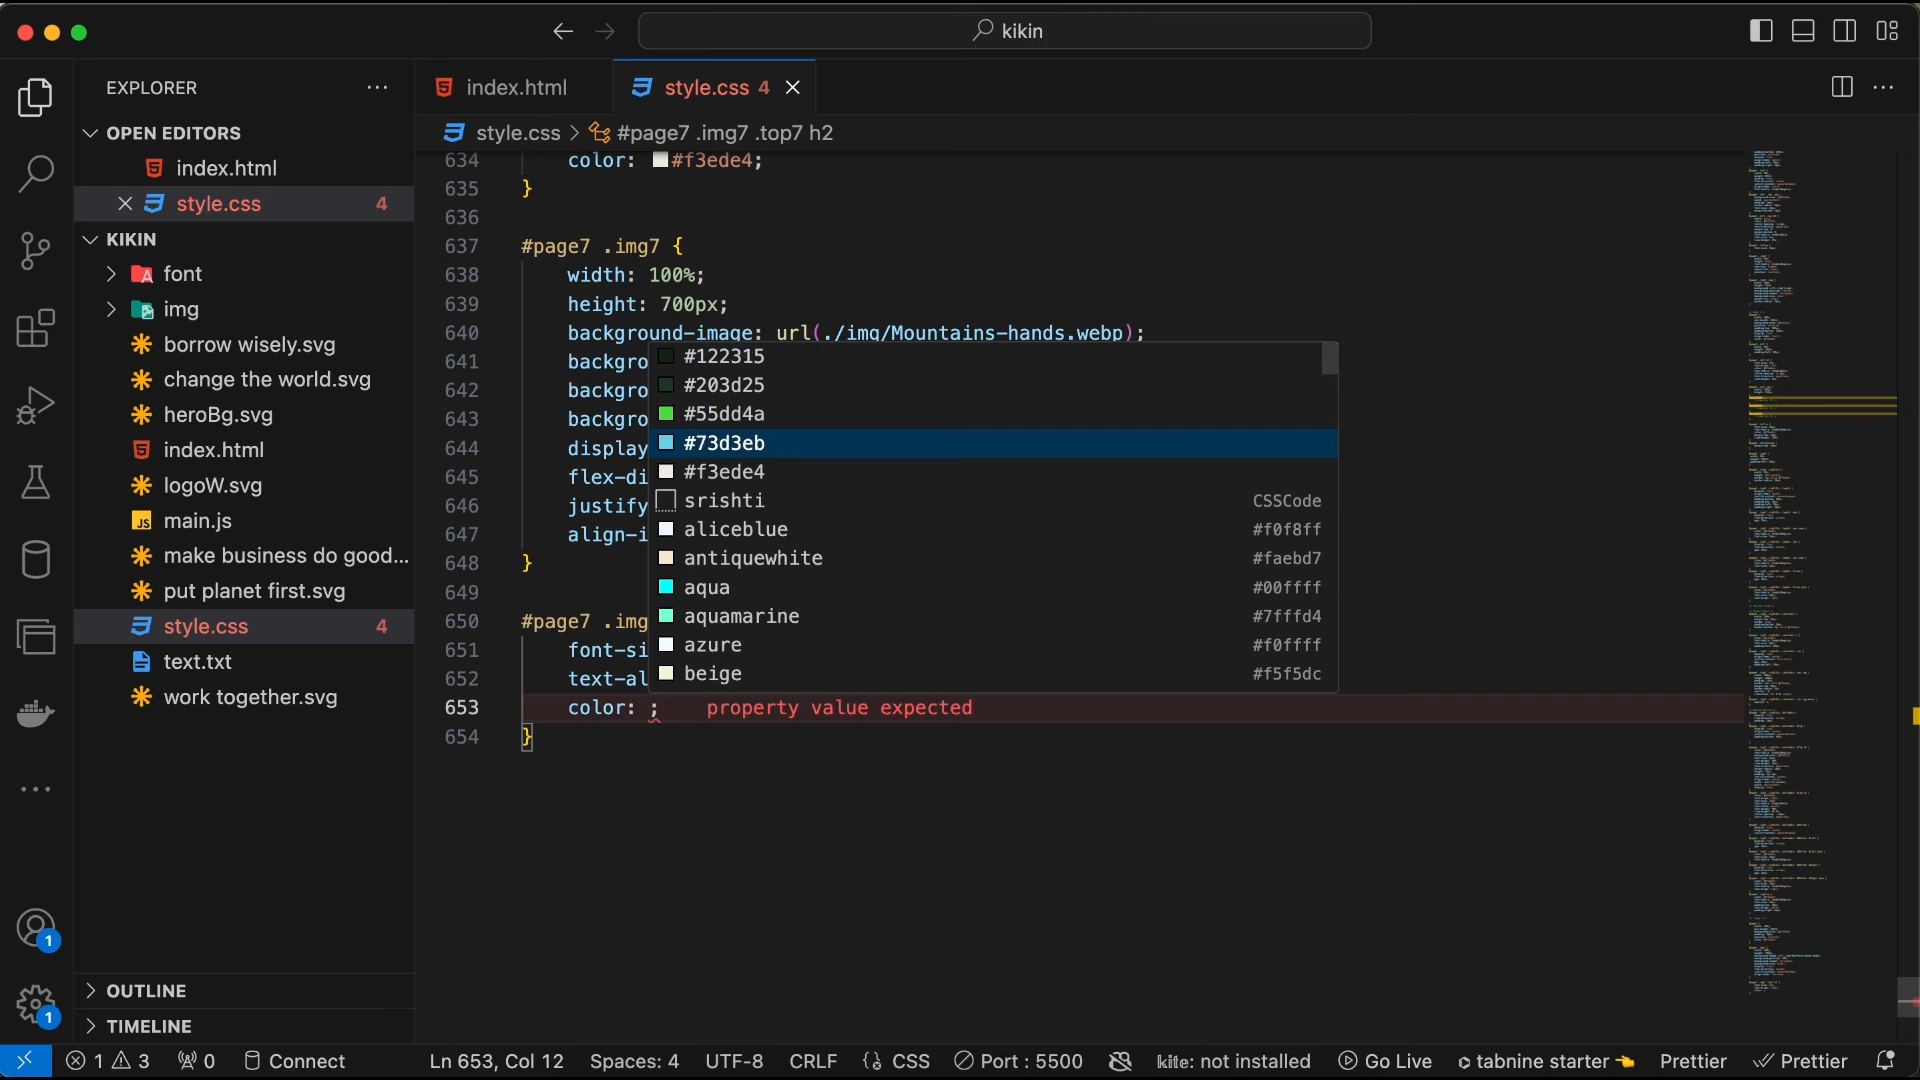 kikin
EXPLORER
index.html
style.css 4
style.css > #page7 .img7 .top7 h2
OPEN EDITORS
index.html
style.css 4
KIKIN
font
img
borrow wisely.svg
change the world.svg
heroBg.svg
index.html
logoW.svg
main.js
make business do good...
put planet first.svg
style.css 4
text.txt
work together.svg
OUTLINE
TIMELINE
634 color: #f3ede4;
635 }
636
637 #page7 .img7 {
638 width: 100%;
639 height: 700px;
640 background-image: url(./img/Mountains-hands.webp);
641 backgro
642 backgro
643 backgro
644 display
645 flex-di
646 justify
647 align-i
648 }
649
650 #page7 .img
651 font-si
652 text-al
653 color: ; property value expected
654 }
#122315
#203d25
#55dd4a
#73d3eb
#f3ede4
srishti CSSCode
aliceblue #f0f8ff
antiquewhite #faebd7
aqua #00ffff
aquamarine #7fffd4
azure #f0ffff
beige #f5f5dc
1
1
1 3 0 Connect Ln 653, Col 12 Spaces: 4 UTF-8 CRLF CSS Port : 5500 kite: not installed Go Live tabnine starter Prettier Prettier